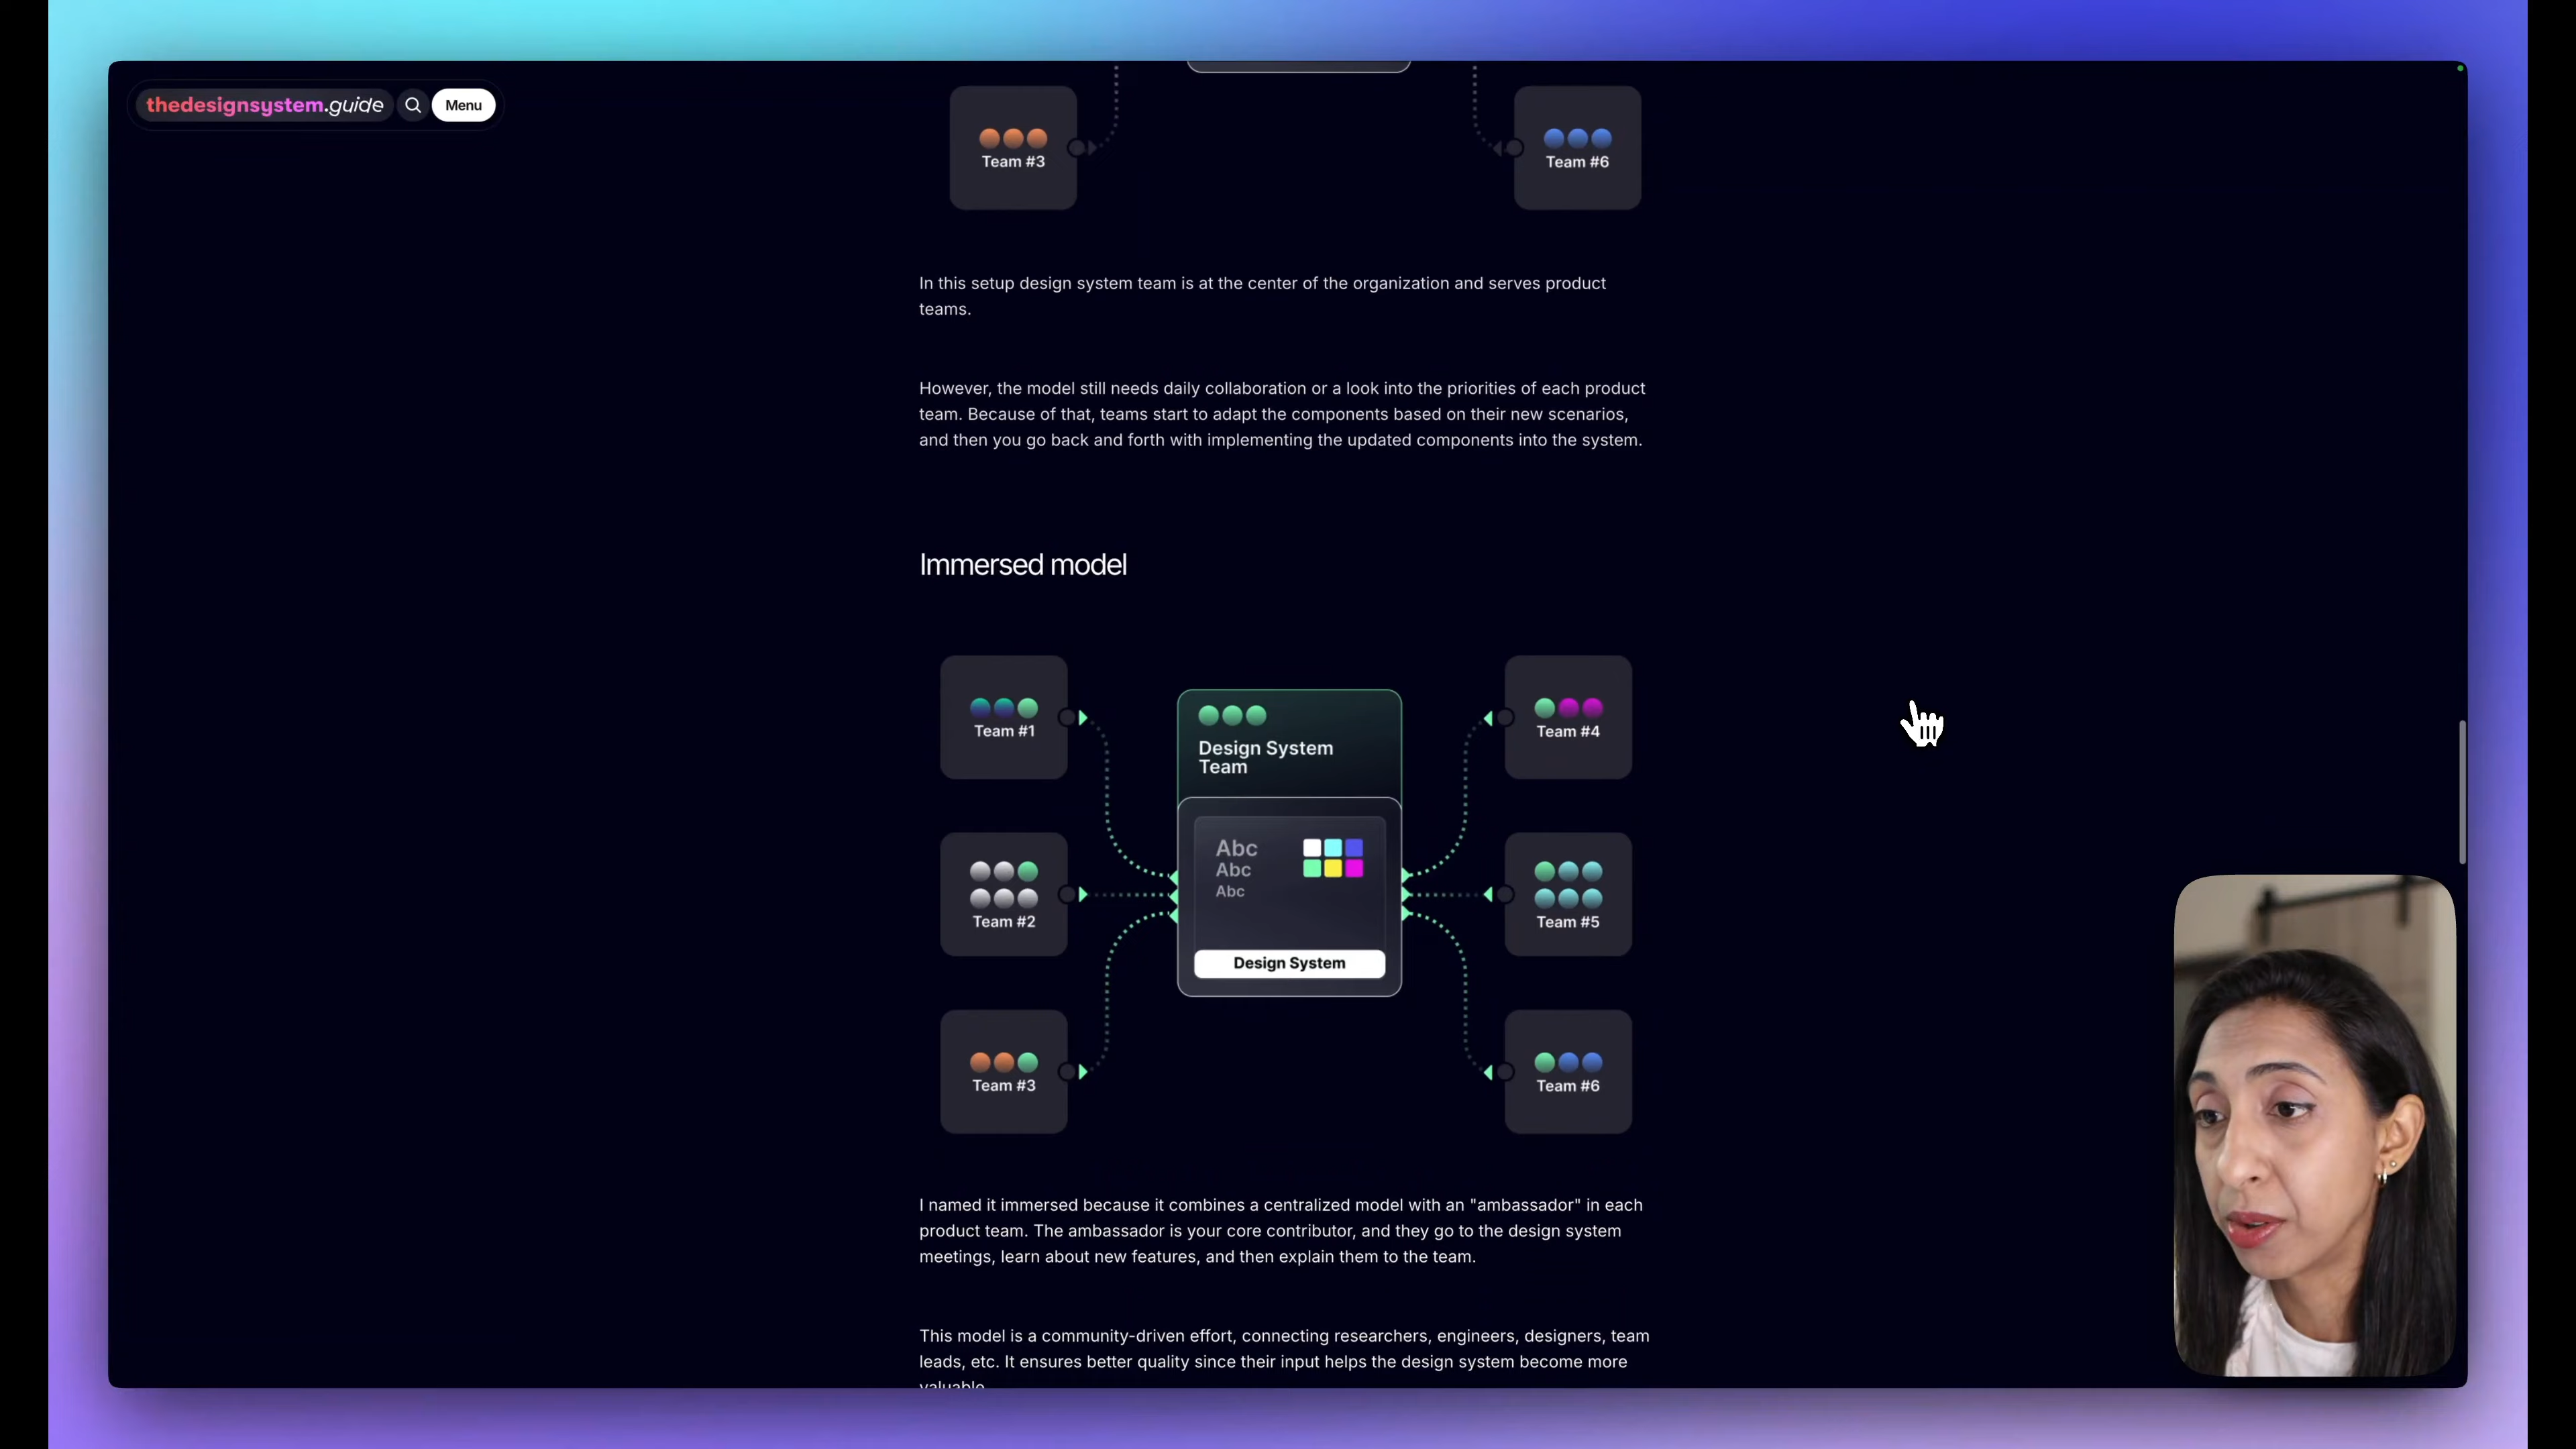 thedesignsystem.guide
Menu
Team #3
Team #6
In this setup design system team is at the center of the organization and serves product
teams.
However, the model still needs daily collaboration or a look into the priorities of each product
team. Because of that, teams start to adapt the components based on their new scenarios,
and then you go back and forth with implementing the updated components into the system.
Immersed model
Team #1
Design System
Team
Team #4
Abc
Abc
Abc
Team #2
Team #5
Design System
Team #3
Team #6
I named it immersed because it combines a centralized model with an "ambassador" in each
product team. The ambassador is your core contributor, and they go to the design system
meetings, learn about new features, and then explain them to the team.
This model is a community-driven effort, connecting researchers, engineers, designers, team
leads, etc. It ensures better quality since their input helps the design system become more
valuable.